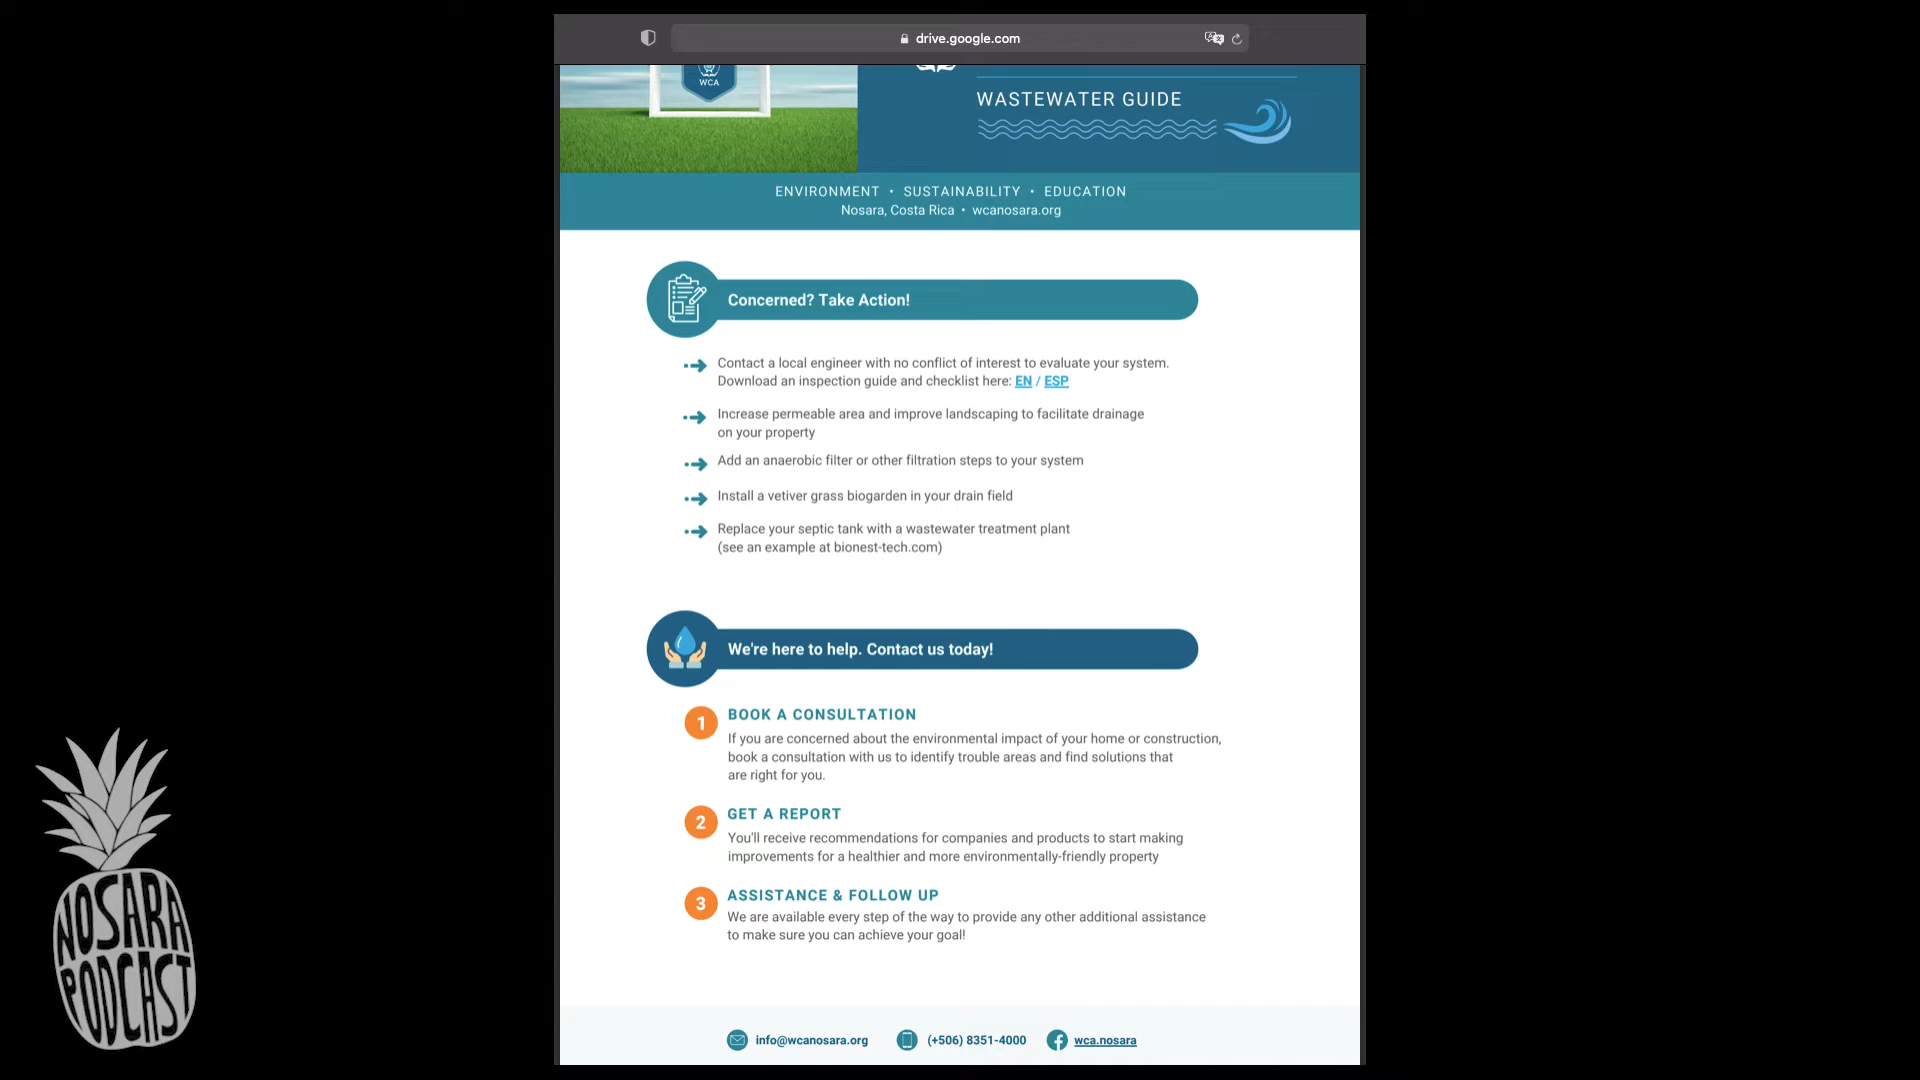 drive.google.com
WCA
WASTEWATER GUIDE
ENVIRONMENT • SUSTAINABILITY • EDUCATION
Nosara, Costa Rica • wcanosara.org
Concerned? Take Action!
Contact a local engineer with no conflict of interest to evaluate your system.
Download an inspection guide and checklist here: EN / ESP
Increase permeable area and improve landscaping to facilitate drainage
on your property
Add an anaerobic filter or other filtration steps to your system
Install a vetiver grass biogarden in your drain field
Replace your septic tank with a wastewater treatment plant
(see an example at bionest-tech.com)
We're here to help. Contact us today!
1 BOOK A CONSULTATION
If you are concerned about the environmental impact of your home or construction,
book a consultation with us to identify trouble areas and find solutions that
are right for you.
2 GET A REPORT
You'll receive recommendations for companies and products to start making
improvements for a healthier and more environmentally-friendly property
3 ASSISTANCE & FOLLOW UP
We are available every step of the way to provide any other additional assistance
to make sure you can achieve your goal!
info@wcanosara.org (+506) 8351-4000 wca.nosara
NOSARA
PODCAST